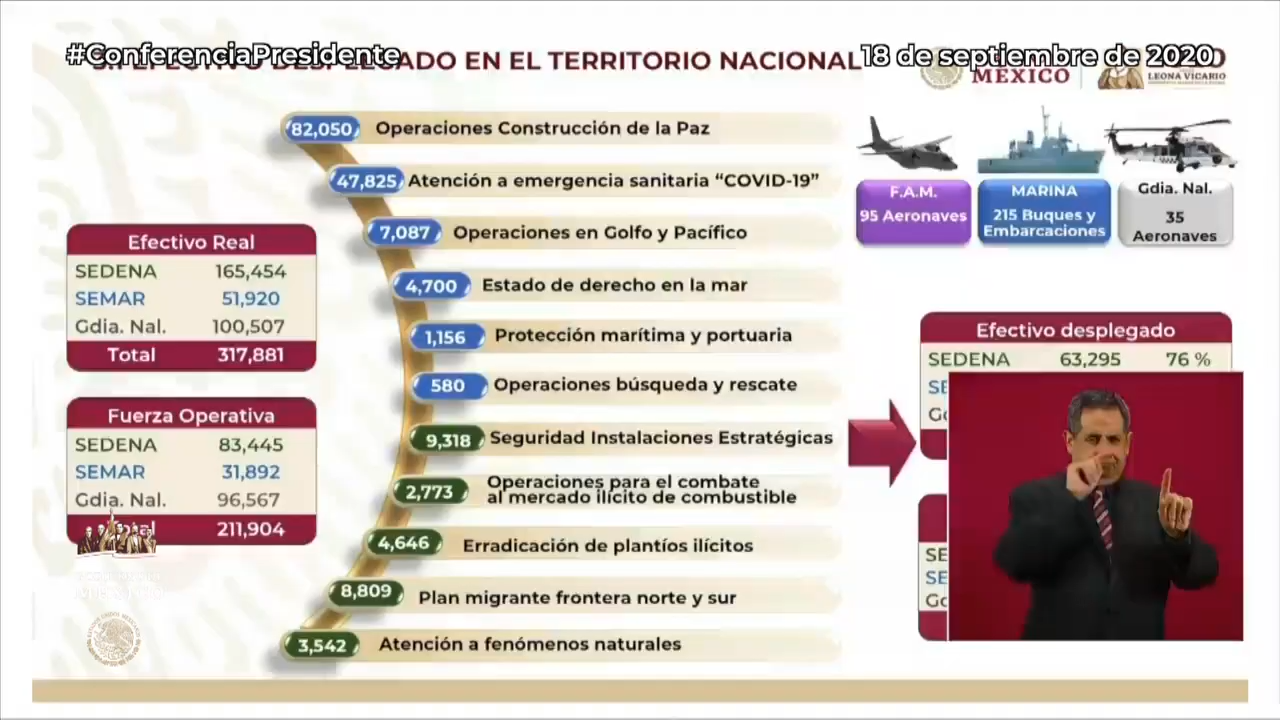 #ConferenciaPresidente
EN EL TERRITORIO NACIONAL
18 de septiembre de 2020
MÉXICO
LEONA VICARIO
82,050 Operaciones Construcción de la Paz
47,825 Atención a emergencia sanitaria “COVID-19”
7,087 Operaciones en Golfo y Pacífico
4,700 Estado de derecho en la mar
1,156 Protección marítima y portuaria
580 Operaciones búsqueda y rescate
9,318 Seguridad Instalaciones Estratégicas
2,773 Operaciones para el combate
al mercado ilícito de combustible
4,646 Erradicación de plantíos ilícitos
8,809 Plan migrante frontera norte y sur
3,542 Atención a fenómenos naturales
Efectivo Real
SEDENA 165,454
SEMAR 51,920
Gdia. Nal. 100,507
Total 317,881
Fuerza Operativa
SEDENA 83,445
SEMAR 31,892
Gdia. Nal. 96,567
211,904
F.A.M.
95 Aeronaves
MARINA
215 Buques y
Embarcaciones
Gdia. Nal.
35
Aeronaves
Efectivo desplegado
SEDENA 63,295 76 %